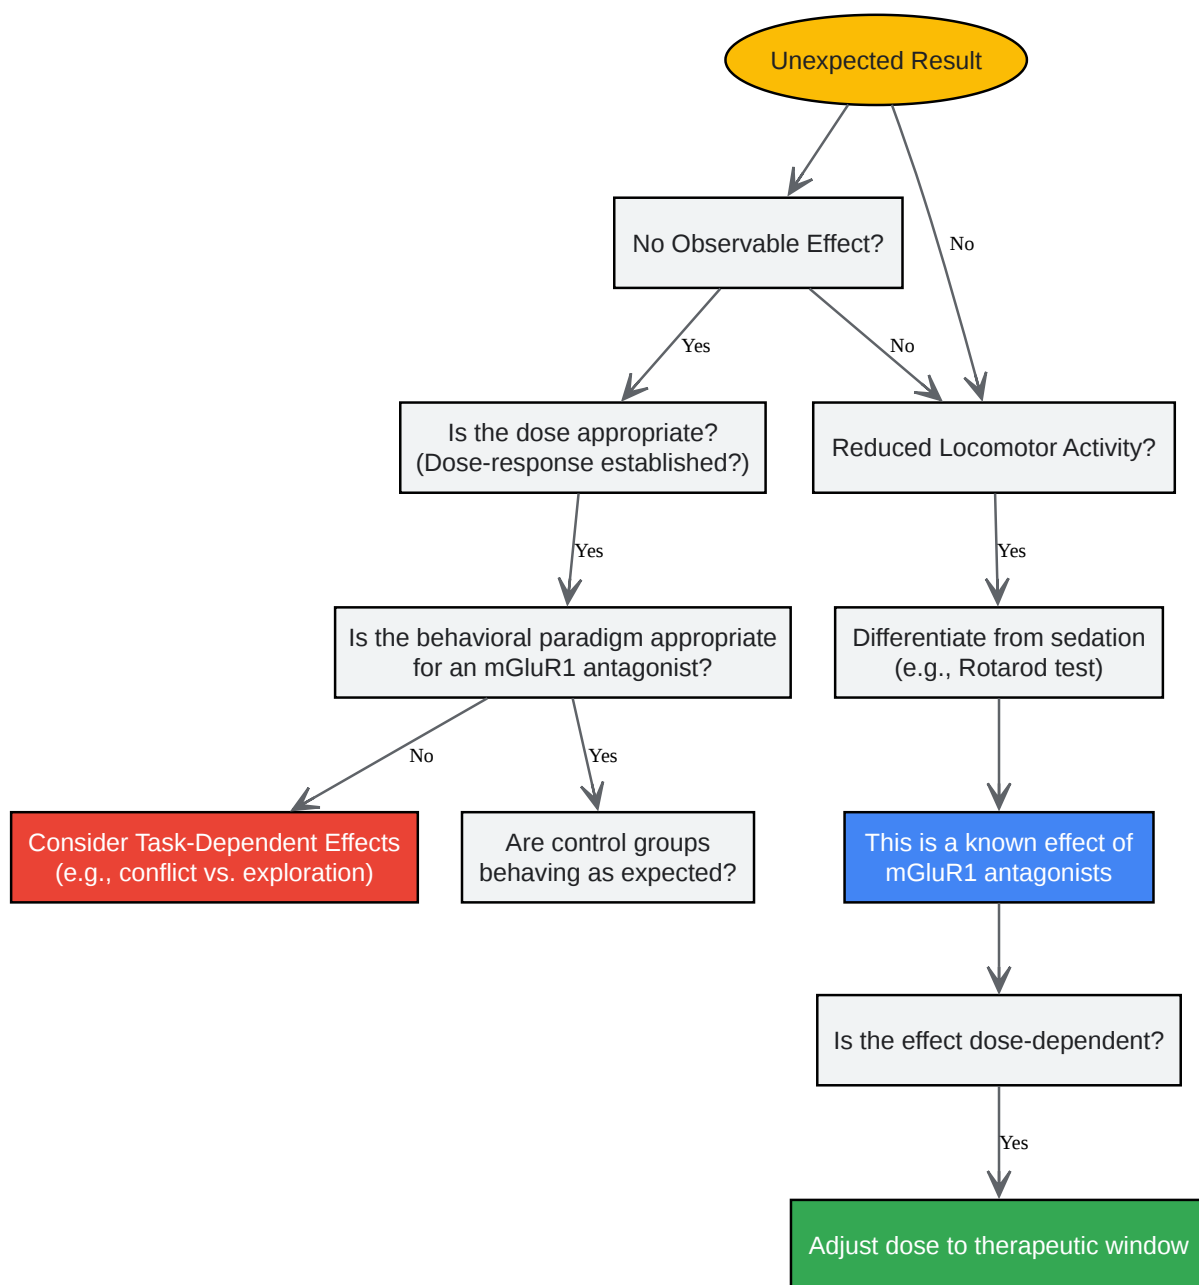 Unexpected Result
No Observable Effect?
No
Yes
No
Is the dose appropriate?
(Dose-response established?)
Reduced Locomotor Activity?
Yes
Yes
Is the behavioral paradigm appropriate
for an mGluR1 antagonist?
Differentiate from sedation
(e.g., Rotarod test)
No
Yes
Consider Task-Dependent Effects
(e.g., conflict vs. exploration)
Are control groups
behaving as expected?
This is a known effect of
mGluR1 antagonists
Is the effect dose-dependent?
Yes
Adjust dose to therapeutic window